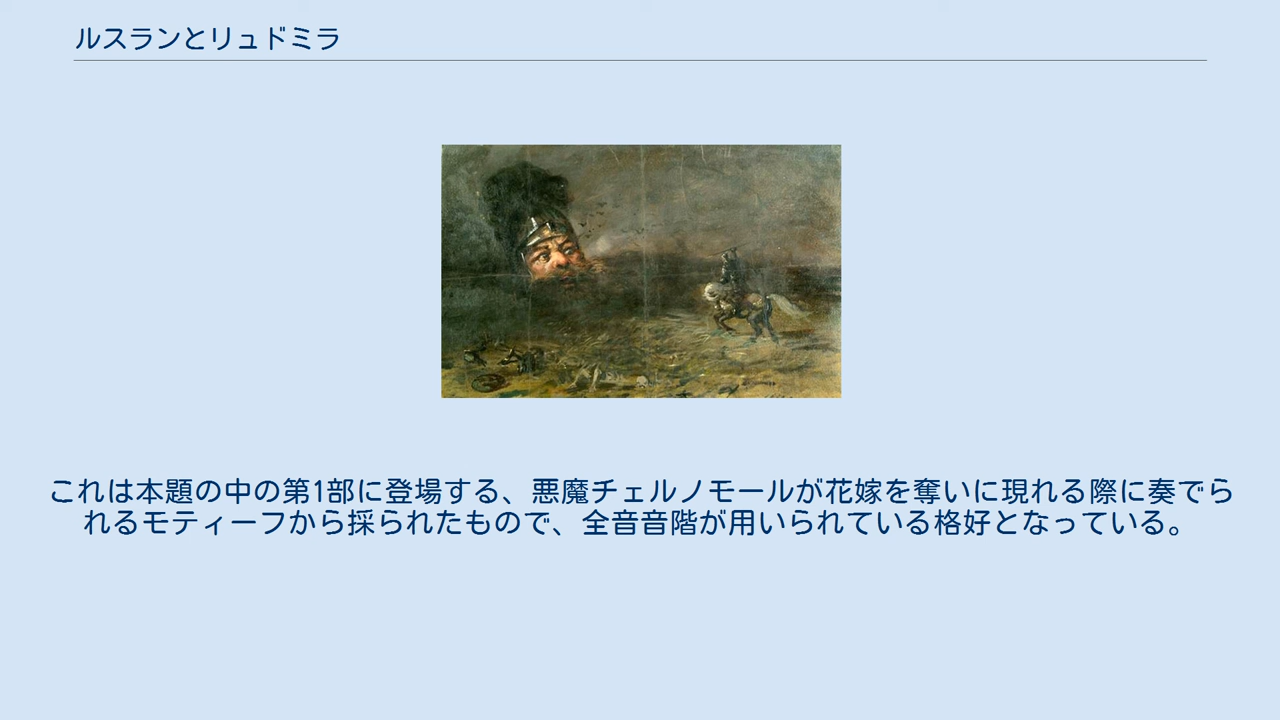 ルスランとリュドミラ
これは本題の中の第1部に登場する、悪魔チェルノモールが花嫁を奪いに現れる際に奏でら
れるモティーフから採られたもので、全音音階が用いられている格好となっている。